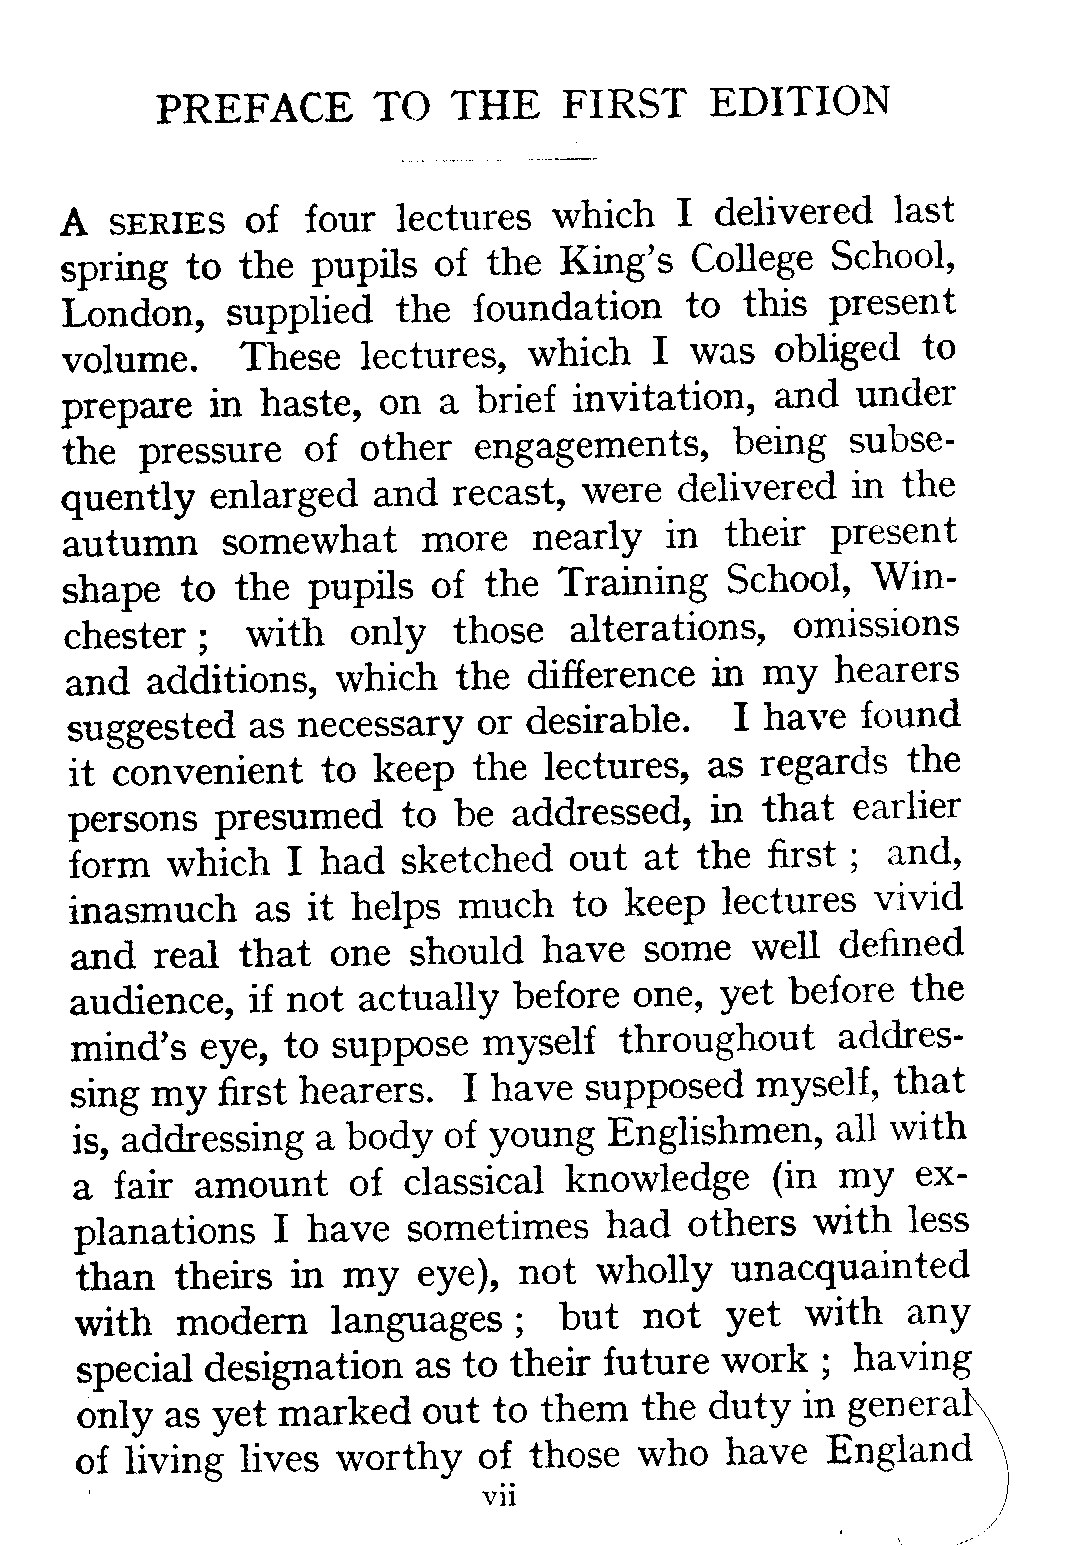 PREFACE TO THE FIRST EDITION
A SERIES of four lectures which I delivered last
spring to the pupils of the King's College School,
London, supplied the foundation to this present
volume. These lectures, which I was obliged to
prepare in haste, on a brief invitation, and under
the pressure of other engagements, being subse-
quently enlarged and recast, were delivered in the
autumn somewhat more nearly in their present
shape to the pupils of the Training School, Win-
chester ; with only those alterations, omissions
and additions, which the difference in my hearers
suggested as necessary or desirable. I have found
it convenient to keep the lectures, as regards the
persons presumed to be addressed, in that earlier
form which I had sketched out at the first ; and,
inasmuch as it helps much to keep lectures vivid
and real that one should have some well defined
audience, if not actually before one, yet before the
mind's eye, to suppose myself throughout addres-
sing my first hearers. I have supposed myself, that
is, addressing a body of young Englishmen, all with
a fair amount of classical knowledge (in my ex-
planations I have sometimes had others with less
than theirs in my eye), not wholly unacquainted
with modern languages ; but not yet with any
special designation as to their future work ; having
only as yet marked out to them the duty in general
of living lives worthy of those who have England
vii